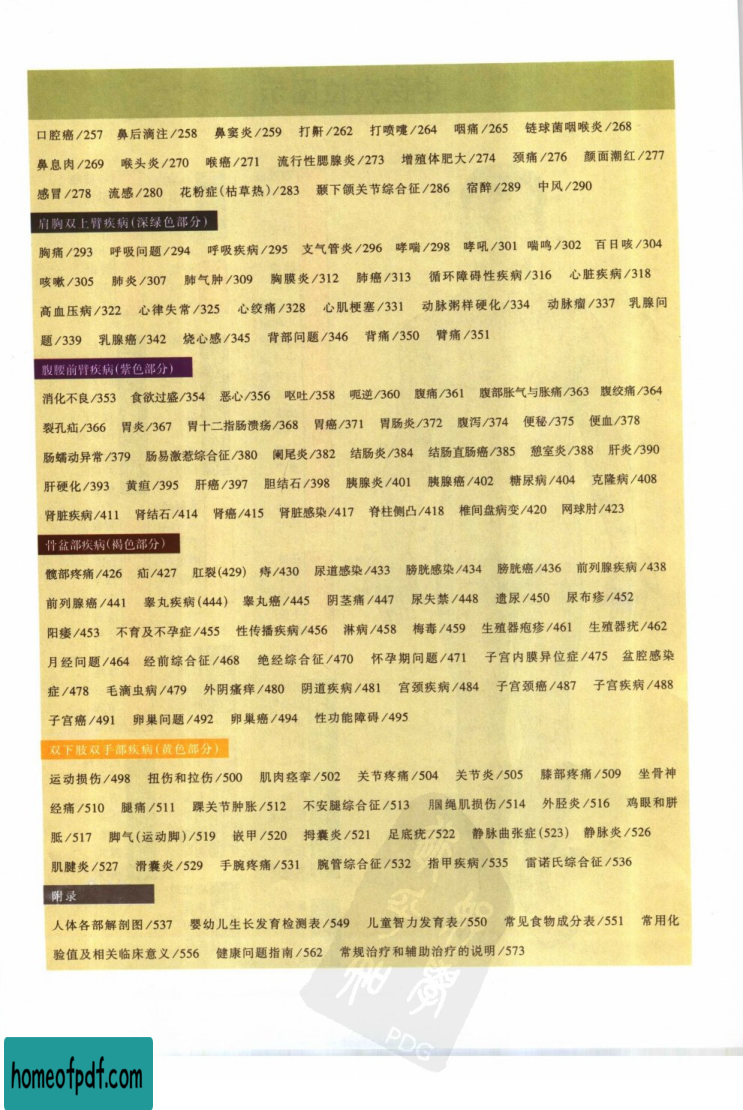 口腔癌/257 鼻后滴注/258 鼻窦炎/259 打鼾/262 打喷嚏/264 咽痛/265 链球菌咽喉炎/268
鼻息肉/269 喉头炎/270 喉癌/271 流行性腮腺炎/273 增殖体肥大/274 颈痛/276 颜面潮红/277
感冒/278 流感/280 花粉症(枯草热)/283 颞下颌关节综合征/286 宿醉/289 中风/290
肩胸双上臂疾病(深绿色部分)
胸痛/293 呼吸问题/294 呼吸疾病/295 支气管炎/296 哮喘/298 哮吼/301 喘鸣/302 百日咳/304
咳嗽/305 肺炎/307 肺气肿/309 胸膜炎/312 肺癌/313 循环障碍性疾病/316 心脏疾病/318
高血压病/322 心律失常/325 心绞痛/328 心肌梗塞/331 动脉粥样硬化/334 动脉瘤/337 乳腺问
题/339 乳腺癌/342 烧心感/345 背部问题/346 背痛/350 臂痛/351
腹腰前臂疾病(紫色部分)
消化不良/353 食欲过盛/354 恶心/356 呕吐/358 呃逆/360 腹痛/361 腹部胀气与胀痛/363 腹绞痛/364
裂孔疝/366 胃炎/367 胃十二指肠溃疡/368 胃癌/371 胃肠炎/372 腹泻/374 便秘/375 便血/378
肠蠕动异常/379 肠易激惹综合征/380 阑尾炎/382 结肠炎/384 结肠直肠癌/385 憩室炎/388 肝炎/390
肝硬化/393 黄疸/395 肝癌/397 胆结石/398 胰腺炎/401 胰腺癌/402 糖尿病/404 克隆病/408
肾脏疾病/411 肾结石/414 肾癌/415 肾脏感染/417 脊柱侧凸/418 椎间盘病变/420 网球肘/423
骨盆部疾病(褐色部分)
髋部疼痛/426 疝/427 肛裂(429) 痔/430 尿道感染/433 膀胱感染/434 膀胱癌/436 前列腺疾病/438
前列腺癌/441 睾丸疾病(444) 睾丸癌/445 阴茎痛/447 尿失禁/448 遗尿/450 尿布疹/452
阳痿/453 不育及不孕症/455 性传播疾病/456 淋病/458 梅毒/459 生殖器疱疹/461 生殖器疣/462
月经问题/464 经前综合征/468 绝经综合征/470 怀孕期问题/471 子宫内膜异位症/475 盆腔感染
症/478 毛滴虫病/479 外阴瘙痒/480 阴道疾病/481 宫颈疾病/484 子宫颈癌/487 子宫疾病/488
子宫癌/491 卵巢问题/492 卵巢癌/494 性功能障碍/495
双下肢双手部疾病(黄色部分)
运动损伤/498 扭伤和拉伤/500 肌肉痉挛/502 关节疼痛/504 关节炎/505 膝部疼痛/509 坐骨神
经痛/510 腿痛/511 踝关节肿胀/512 不安腿综合征/513 腘绳肌损伤/514 外胫炎/516 鸡眼和胼
胝/517 脚气(运动脚)/519 嵌甲/520 拇囊炎/521 足底疣/522 静脉曲张症(523) 静脉炎/526
肌腱炎/527 滑囊炎/529 手腕疼痛/531 腕管综合征/532 指甲疾病/535 雷诺氏综合征/536
附录
人体各部解剖图/537 婴幼儿生长发育检测表/549 儿童智力发育表/550 常见食物成分表/551 常用化
验值及相关临床意义/556 健康问题指南/562 常规治疗和辅助治疗的说明/573
PDG
homeofpdf.com